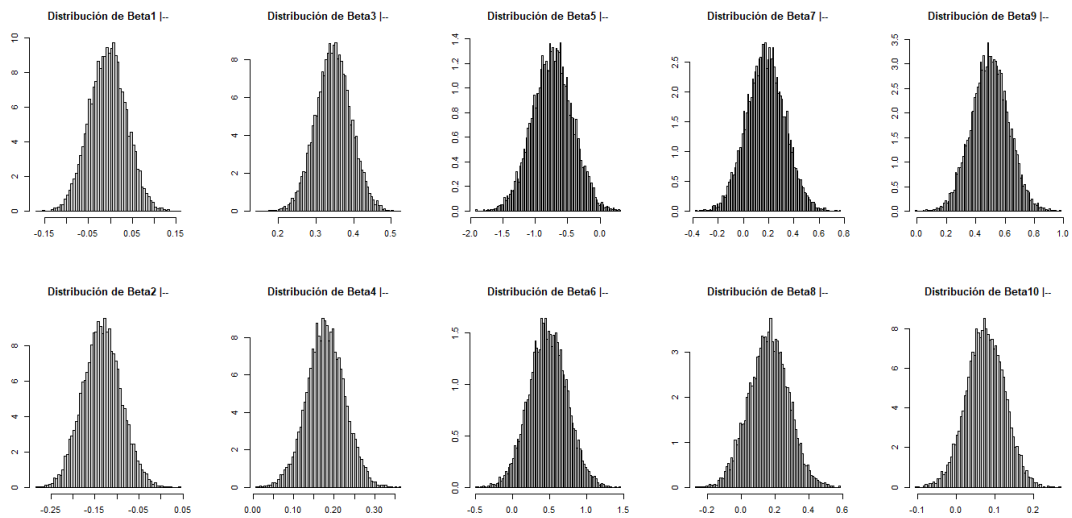 Distribución de Beta1 |--
10
8
6
4
2
0
-0.15 -0.05 0.05 0.15
Distribución de Beta3 |--
8
6
4
2
0
0.2 0.3 0.4 0.5
Distribución de Beta5 |--
1.4
1.2
1.0
0.8
0.6
0.4
0.2
0.0
-2.0 -1.5 -1.0 -0.5 0.0
Distribución de Beta7 |--
2.5
2.0
1.5
1.0
0.5
0.0
-0.4 -0.2 0.0 0.2 0.4 0.6 0.8
Distribución de Beta9 |--
3.5
3.0
2.5
2.0
1.5
1.0
0.5
0.0
0.0 0.2 0.4 0.6 0.8 1.0
Distribución de Beta2 |--
8
6
4
2
0
-0.25 -0.15 -0.05 0.05
Distribución de Beta4 |--
8
6
4
2
0
0.00 0.10 0.20 0.30
Distribución de Beta6 |--
1.5
1.0
0.5
0.0
-0.5 0.0 0.5 1.0 1.5
Distribución de Beta8 |--
3
2
1
0
-0.2 0.0 0.2 0.4 0.6
Distribución de Beta10 |--
8
6
4
2
0
-0.1 0.0 0.1 0.2